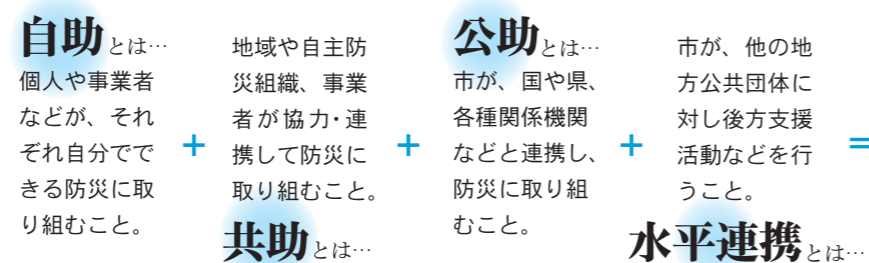 自助とは…
個人や事業者
などが、それ
ぞれ自分でで
きる防災に取
り組むこと。
+
地域や自主防
災組織、事業
者が協力・連
携して防災に
取り組むこと。
共助とは…
+
公助とは…
市が、国や県、
各種関係機関
などと連携し、
防災に取り組
むこと。
+
市が、他の地
方公共団体に
対し後方支援
活動などを行
うこと。
水平連携とは…
=